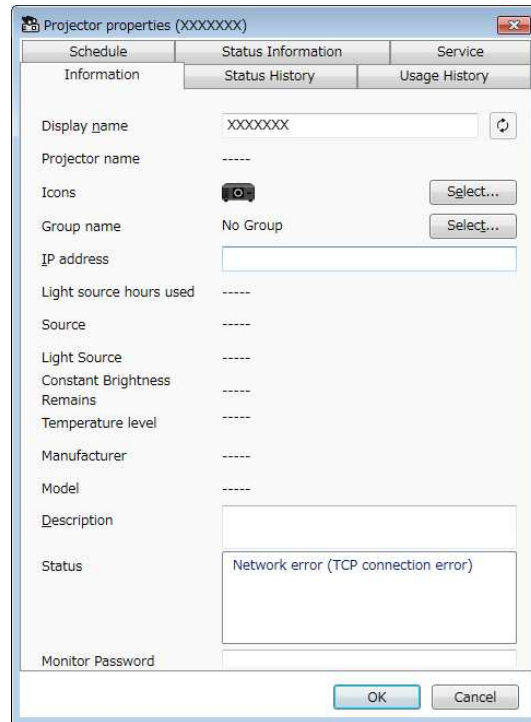 Projector properties (XXXXXXX)
Schedule Status Information Service
Information Status History Usage History
Display name XXXXXXX
Projector name -----
Icons Select...
Group name No Group Select...
IP address
Light source hours used -----
Source -----
Light Source -----
Constant Brightness
Remains -----
Temperature level -----
Manufacturer -----
Model -----
Description
Status Network error (TCP connection error)
Monitor Password
OK Cancel